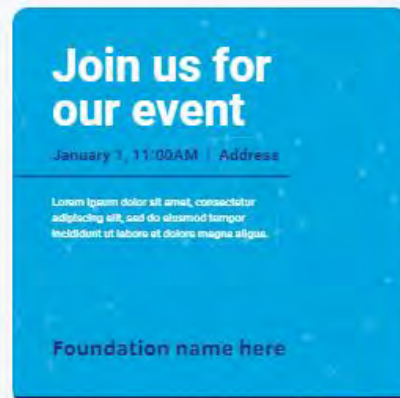 Join us for
our event
January 1, 11:00AM | Address
Lorem ipsum dolor sit amet, consectetur
adipiscing elit, sed do eiusmod tempor
incididunt ut labore et dolore magna aliqua.
Foundation name here